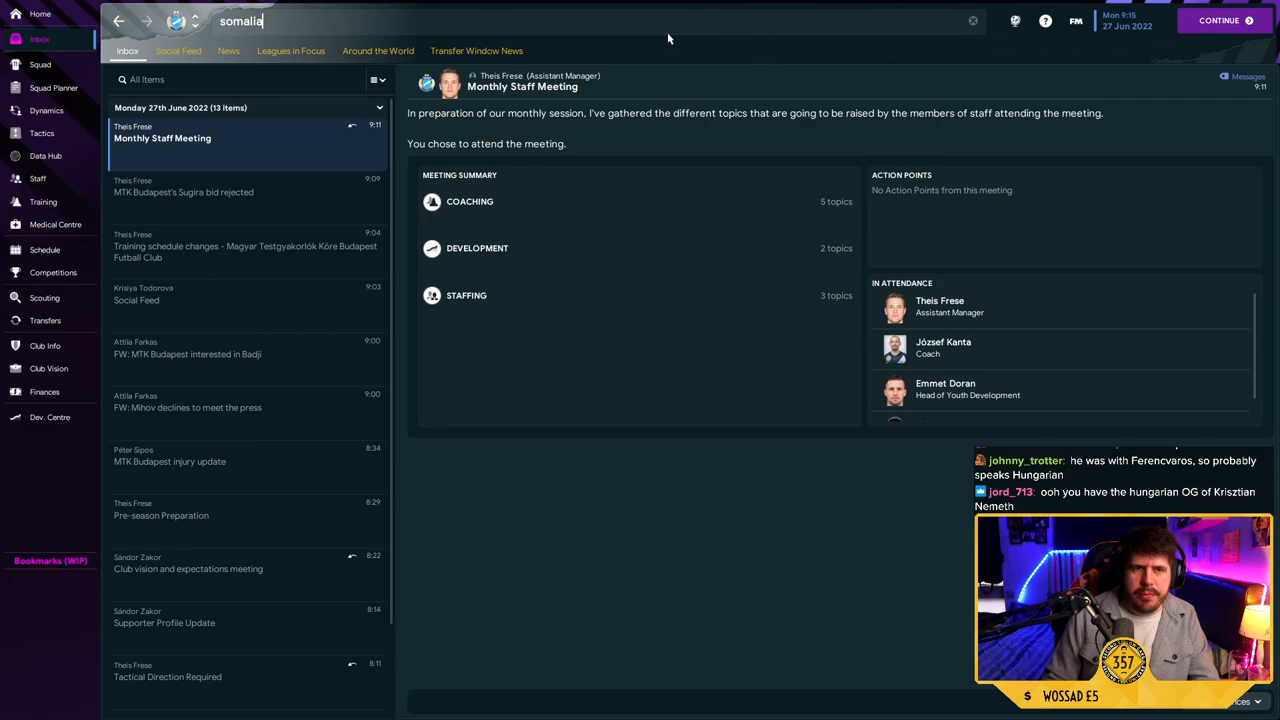 somalia
FM
Mon 9:15
27 Jun 2022
CONTINUE
Inbox
Social Feed
News
Leagues in Focus
Around the World
Transfer Window News
Home
Inbox
Squad
Squad Planner
Dynamics
Tactics
Data Hub
Staff
Training
Medical Centre
Schedule
Competitions
Scouting
Transfers
Club Info
Club Vision
Finances
Dev. Centre
Bookmarks (WIP)
All Items
Monday 27th June 2022 (13 items)
Theis Frese
9:11
Monthly Staff Meeting
Theis Frese
9:09
MTK Budapest's Sugira bid rejected
Theis Frese
9:04
Training schedule changes - Magyar Testgyakorlók Köre Budapest
Futball Club
Krisiya Todorova
9:03
Social Feed
Attila Farkas
9:00
FW: MTK Budapest interested in Badji
Attila Farkas
9:00
FW: Mihov declines to meet the press
Péter Sipos
8:34
MTK Budapest injury update
Theis Frese
8:29
Pre-season Preparation
Sándor Zakor
8:22
Club vision and expectations meeting
Sándor Zakor
8:14
Supporter Profile Update
Theis Frese
8:11
Tactical Direction Required
Theis Frese (Assistant Manager)
Monthly Staff Meeting
Messages
9:11
In preparation of our monthly session, I've gathered the different topics that are going to be raised by the members of staff attending the meeting.
You chose to attend the meeting.
MEETING SUMMARY
COACHING
5 topics
DEVELOPMENT
2 topics
STAFFING
3 topics
ACTION POINTS
No Action Points from this meeting
IN ATTENDANCE
Theis Frese
Assistant Manager
József Kanta
Coach
Emmet Doran
Head of Youth Development
johnny_trotter: he was with Ferencvaros, so probably
speaks Hungarian
jord_713: ooh you have the hungarian OG of Krisztian
Nemeth
357
$ WOSSAD £5